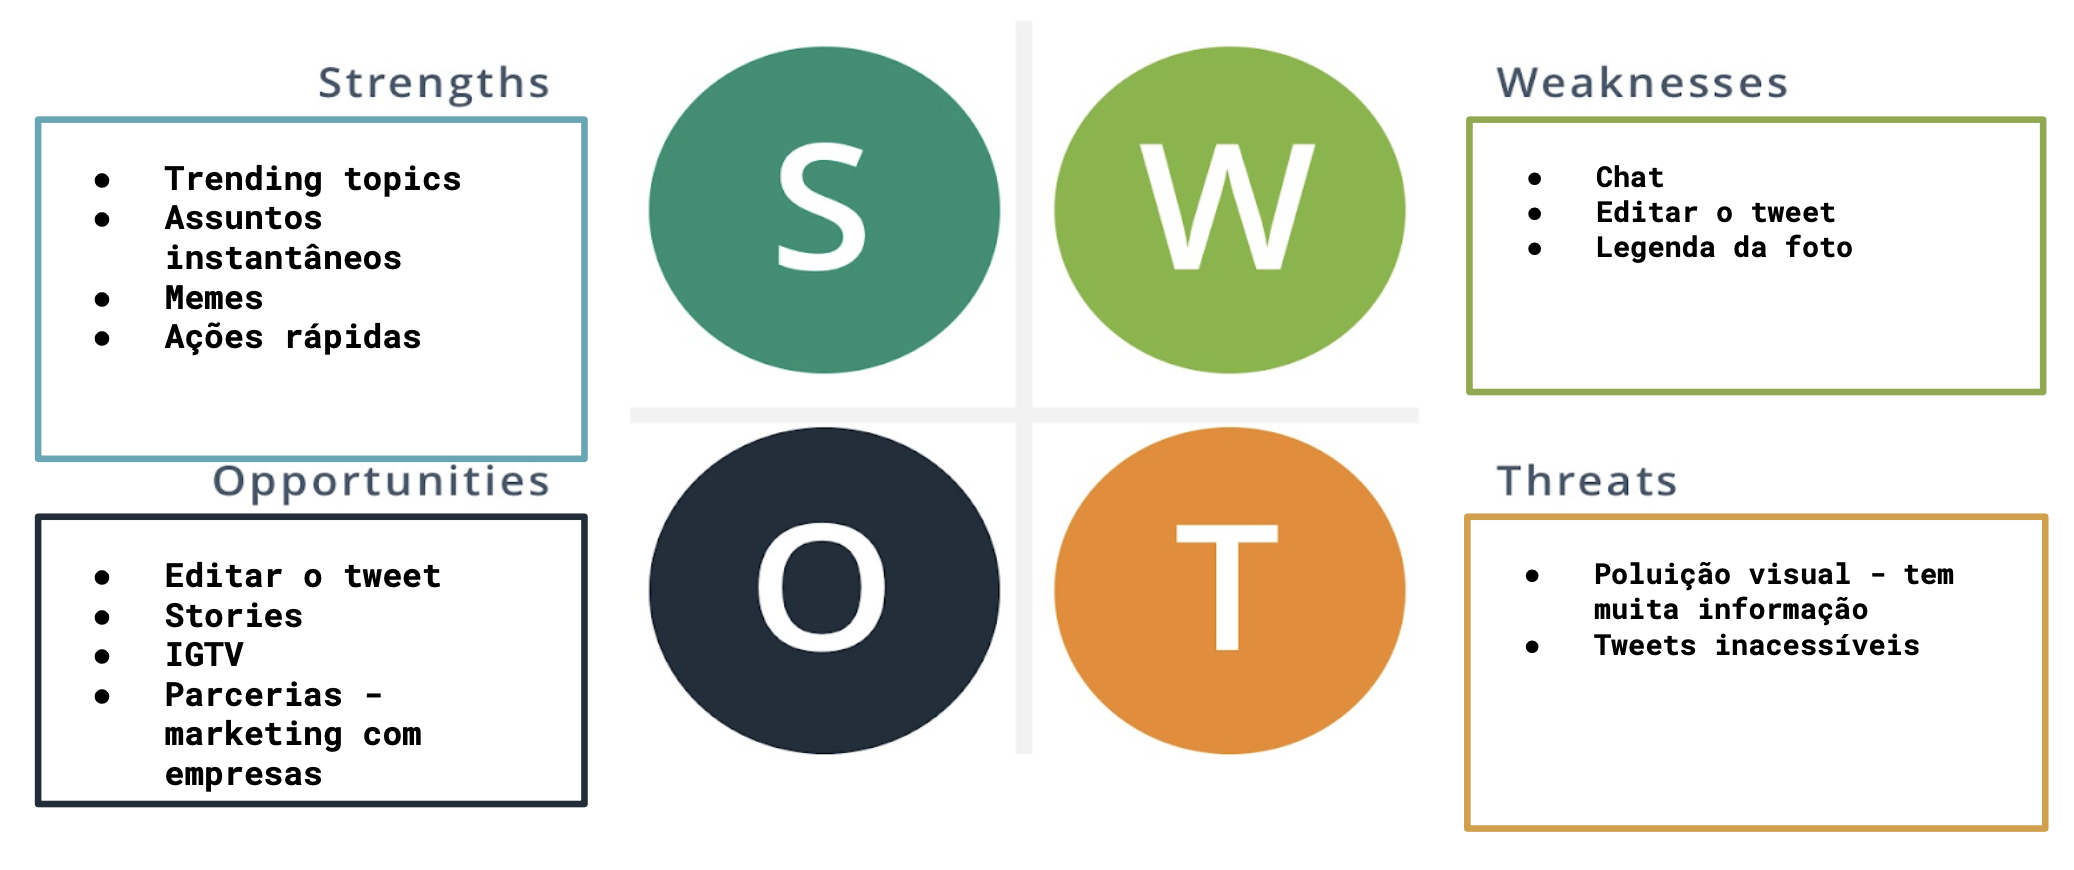 Strengths
● Trending topics
● Assuntos
instantâneos
● Memes
● Ações rápidas
S
W
Weaknesses
● Chat
● Editar o tweet
● Legenda da foto
Opportunities
● Editar o tweet
● Stories
● IGTV
● Parcerias -
marketing com
empresas
O
T
Threats
● Poluição visual - tem
muita informação
● Tweets inacessíveis